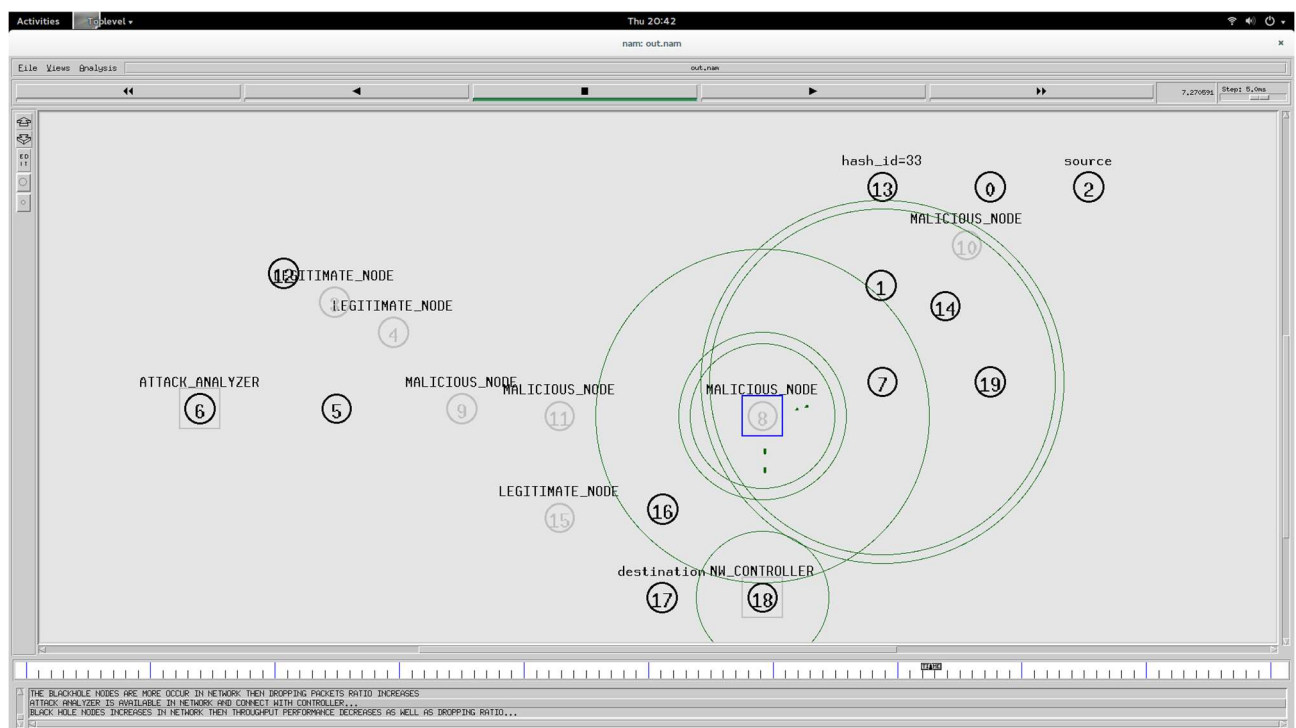 Activities Toplevel Thu 20:42
nam: out.nam
File Views Analysis out.nam
7.270591 Step: 5.0ms
ED
IT
hash_id=33 source
13 0 2
MALICIOUS_NODE
10
12 LEGITIMATE_NODE
3 LEGITIMATE_NODE
4
1
14
ATTACK_ANALYZER MALICIOUS_NODE MALICIOUS_NODE MALICIOUS_NODE
7 19
6 5 9 11 8
LEGITIMATE_NODE
15 16
destination NW_CONTROLLER
17 18
THE BLACKHOLE NODES ARE MORE OCCUR IN NETWORK THEN DROPPING PACKETS RATIO INCREASES
ATTACK ANALYZER IS AVAILABLE IN NETWORK AND CONNECT WITH CONTROLLER...
BLACK HOLE NODES INCREASES IN NETWORK THEN THROUGHPUT PERFORMANCE DECREASES AS WELL AS DROPPING RATIO...